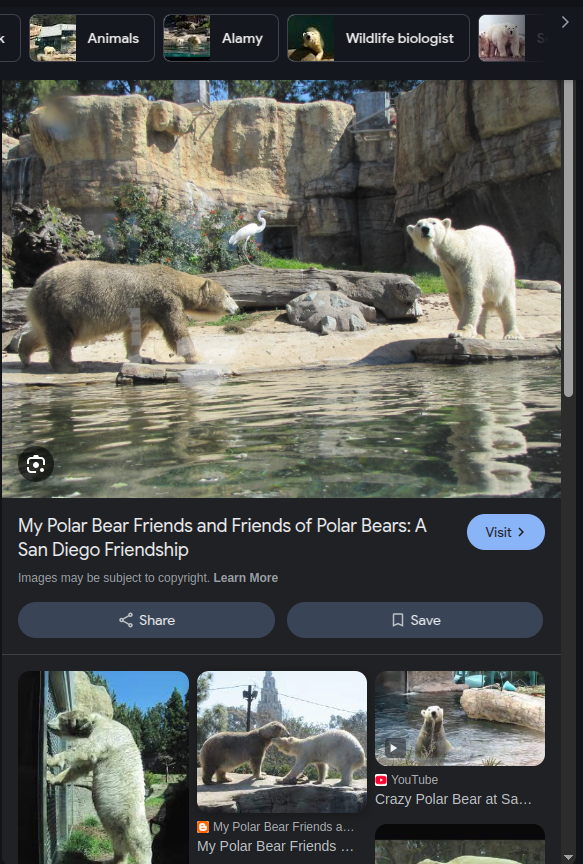 k
Animals
Alamy
Wildlife biologist
S
My Polar Bear Friends and Friends of Polar Bears: A
San Diego Friendship
Visit
Images may be subject to copyright. Learn More
Share
Save
YouTube
Crazy Polar Bear at Sa…
My Polar Bear Friends a…
My Polar Bear Friends …